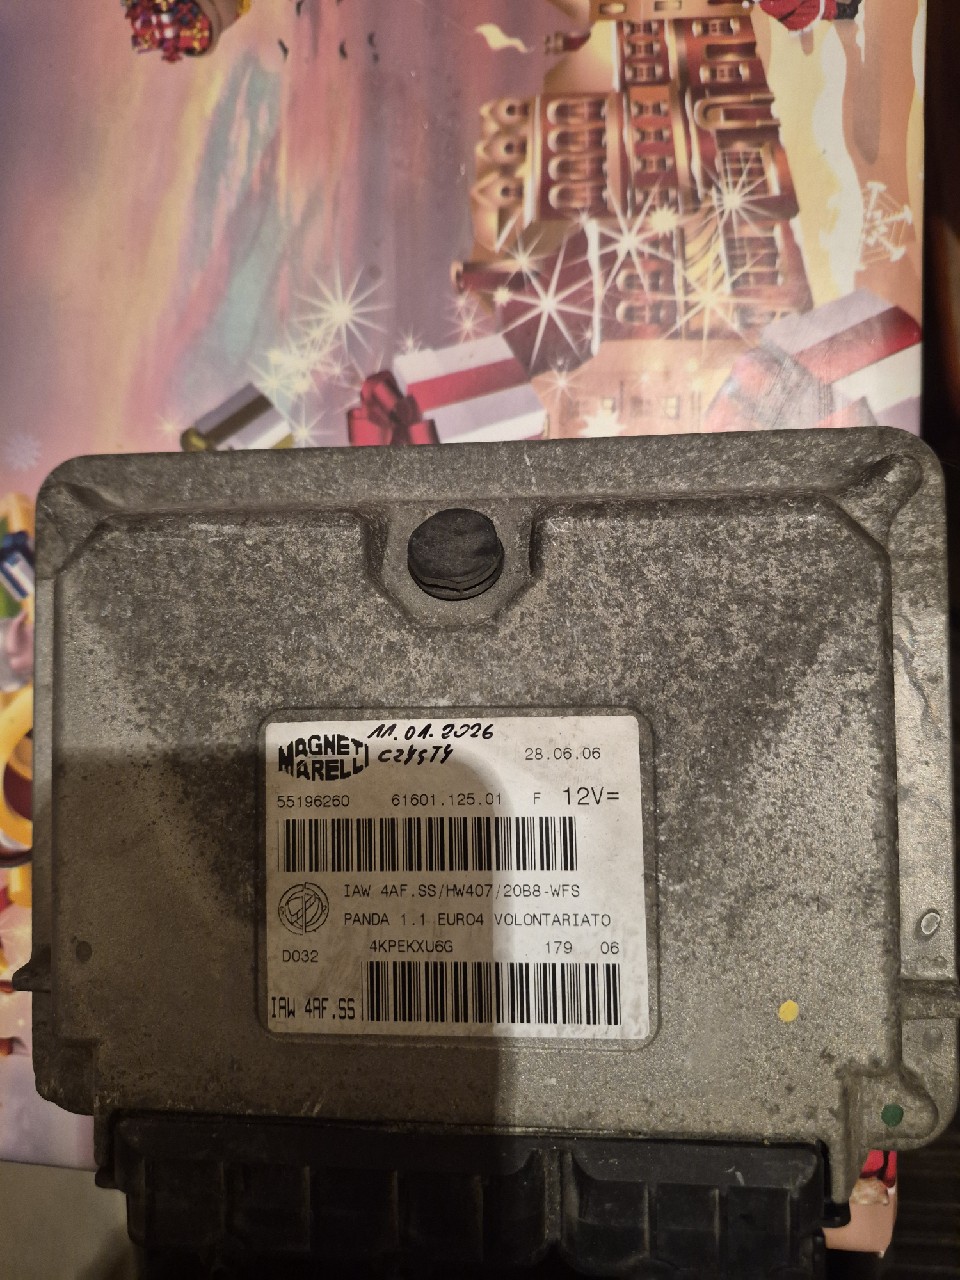 11.01.2026
MAGNETI
MARELLI
CZYSTY
28.06.06
55196260 61601.125.01 F 12V=
IAW 4AF.SS/HW407/20B8-WFS
PANDA 1.1 EURO4 VOLONTARIATO
D032 4KPEKXU6G 179 06
IAW 4AF.SS